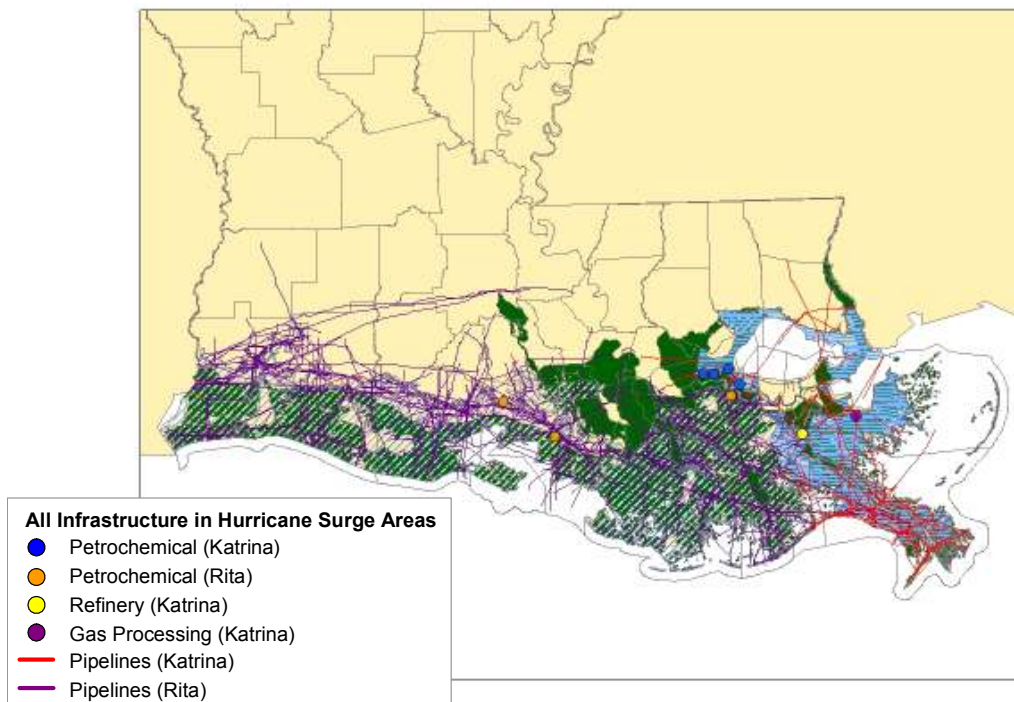 All Infrastructure in Hurricane Surge Areas
Petrochemical (Katrina)
Petrochemical (Rita)
Refinery (Katrina)
Gas Processing (Katrina)
Pipelines (Katrina)
Pipelines (Rita)